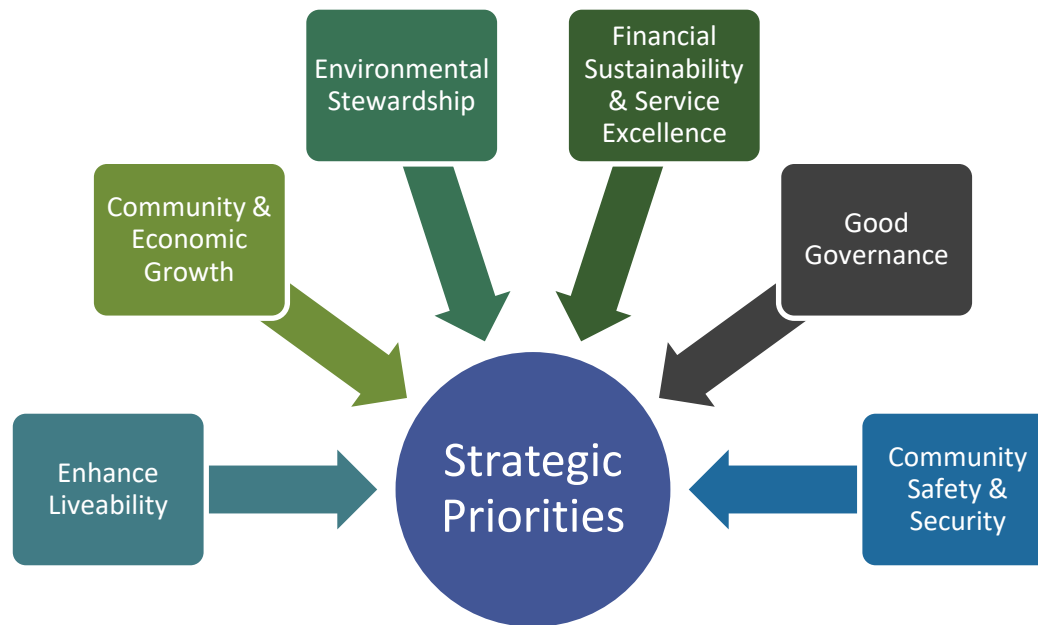 Environmental
Stewardship
Financial
Sustainability
& Service
Excellence
Community &
Economic
Growth
Good
Governance
Enhance
Liveability
Strategic
Priorities
Community
Safety &
Security